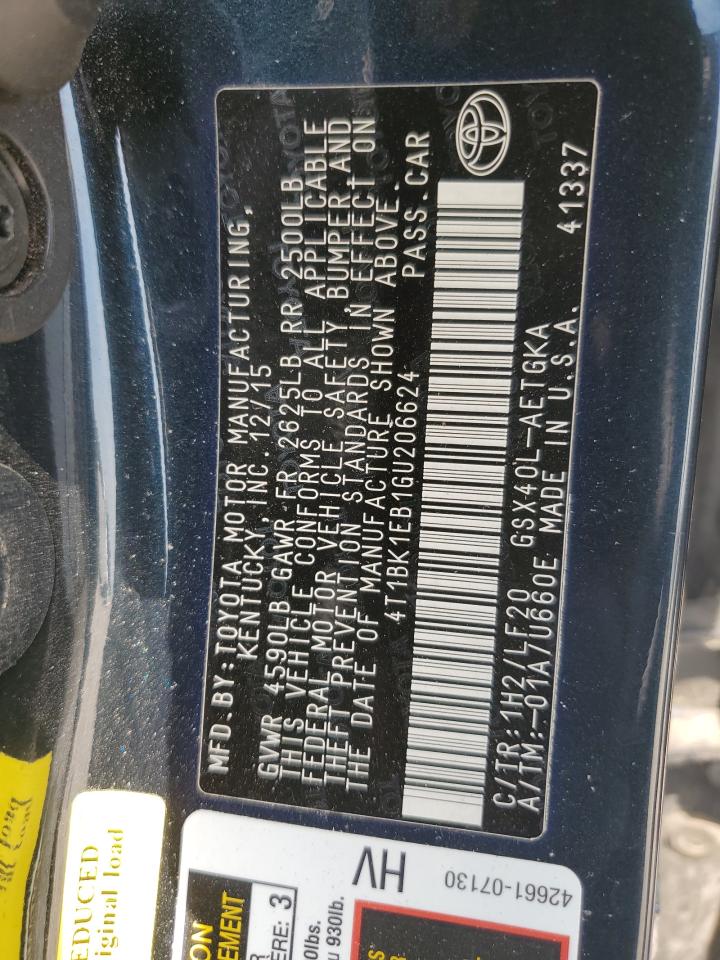 MFD.BY:TOYOTA MOTOR MANUFACTURING,
KENTUCKY, INC. 12/15
GVWR 4590LB GAWR FR 2625LB RR 2500LB
THIS VEHICLE CONFORMS TO ALL APPLICABLE
FEDERAL MOTOR VEHICLE SAFETY, BUMPER AND
THEFT PREVENTION STANDARDS IN EFFECT ON
THE DATE OF MANUFACTURE SHOWN ABOVE.
4T1BK1EB1GU206624 PASS.CAR
C/TR:1H2/LF20 GSX40L-AETGKA
A/TM:-01A/U660E MADE IN U.S.A. 41337
HV
42661-07130
EMENT
ERE: 3
930lb.
EDUCED
iginal load